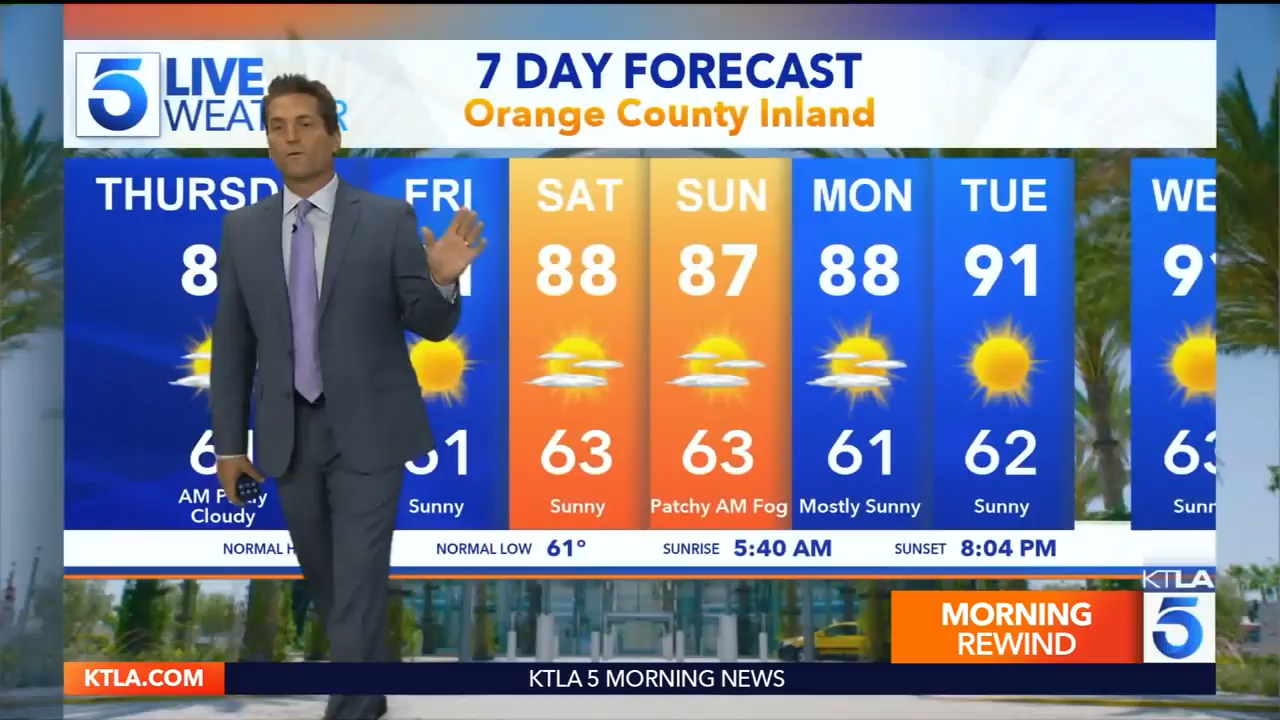 5 LIVE
WEATHER
7 DAY FORECAST
Orange County Inland
FRI
SAT
SUN
MON
TUE
88
87
88
91
63
63
61
62
AM
Cloudy
Sunny
Sunny
Patchy AM Fog
Mostly Sunny
Sunny
NORMAL
NORMAL LOW 61°
SUNRISE 5:40 AM
SUNSET 8:04 PM
KTLA
5
MORNING
REWIND
KTLA.COM
KTLA 5 MORNING NEWS